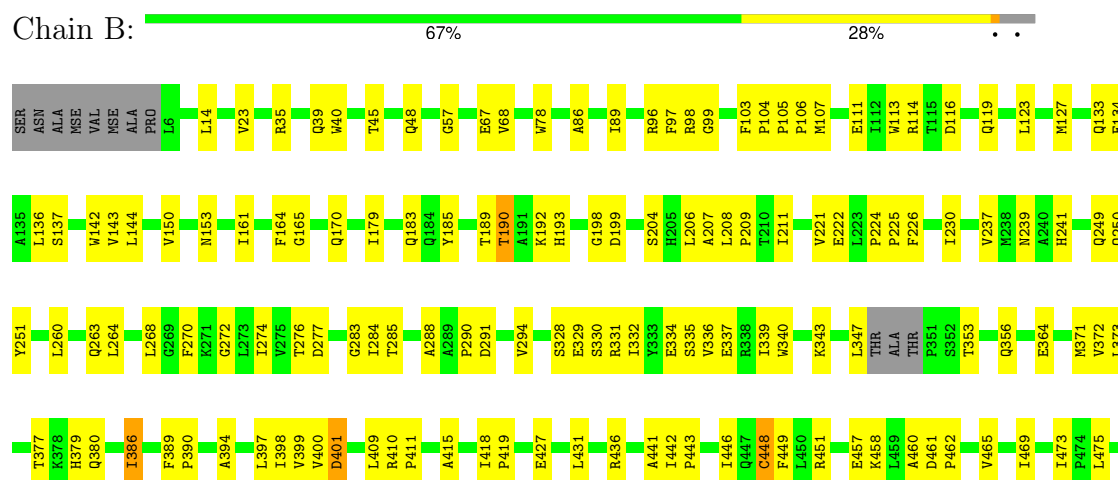 Chain B:
67% 28% • •
SER ASN ALA MSE VAL MSE ALA PRO L6 L14 V23 R35 Q39 W40 T45 Q48 G57 E67 V68 W78 A86 I89 R96 F97 R98 G99 F103 P104 P105 P106 M107 E111 I112 W113 R114 T115 D116 Q119 L123 M127 Q133
A135 L136 S137 W142 V143 L144 V150 N153 I161 F164 G165 Q170 I179 Q183 Q184 Y185 T189 T190 A191 K192 H193 G198 D199 S204 H205 L206 A207 L208 P209 T210 I211 V221 E222 L223 P224 P225 F226 I230 V237 M238 N239 A240 H241 Q249
Y251 L260 Q263 L264 L268 G269 F270 K271 G272 L273 I274 V275 T276 D277 G283 I284 T285 A288 A289 P290 D291 V294 S328 E329 S330 R331 I332 Y333 E334 S335 V336 E337 R338 I339 W340 K343 L347 THR ALA THR P351 S352 T353 Q356 E364 M371 V372 L373
T377 K378 H379 Q380 I386 F389 P390 A394 L397 I398 V399 V400 D401 L409 R410 P411 A415 I418 P419 E427 L431 R436 A441 I442 P443 I446 Q447 C448 F449 L450 R451 E457 K458 L459 A460 D461 P462 V465 I469 I473 P474 L475